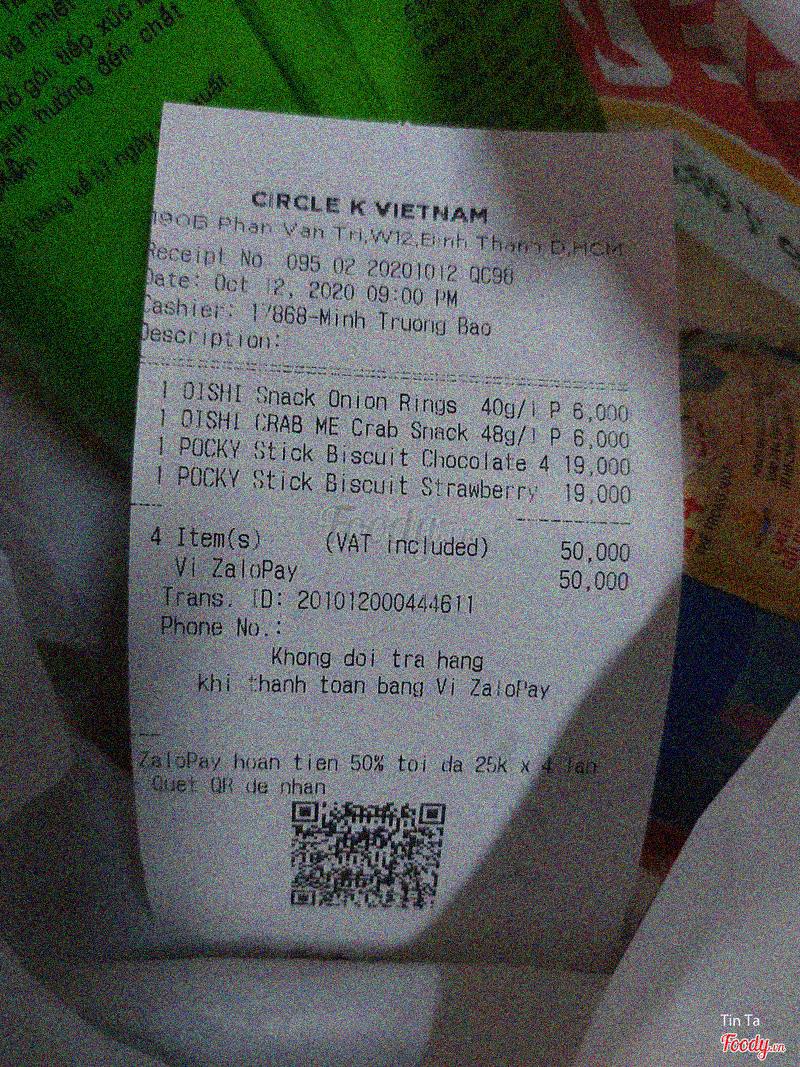 và nhiệt
hở gói, tiếp xúc
ảnh hưởng đến chất
xuất.
tháng kể từ ngày
CIRCLE K VIETNAM
190B Phan Van Tri,W12,Binh Thanh D,HCM
Receipt No 095 02 20201012 QC98
Date: Oct 12, 2020 09:00 PM
Cashier: 17868-Minh Truong Bao
Description:
1 OISHI Snack Onion Rings 40g/1 P 6,000
1 OISHI CRAB ME Crab Snack 48g/1 P 6,000
1 POCKY Stick Biscuit Chocolate 4 19,000
1 POCKY Stick Biscuit Strawberry 19,000
Foody
4 Item(s) (VAT included) 50,000
Vi ZaloPay 50,000
Trans. ID: 201012000444611
Phone No.:
Khong doi tra hang
khi thanh toan bang Vi ZaloPay
ZaloPay hoan tien 50% toi da 25k x 4 lan
Quet QR de nhan
Tin Ta
Foody.vn